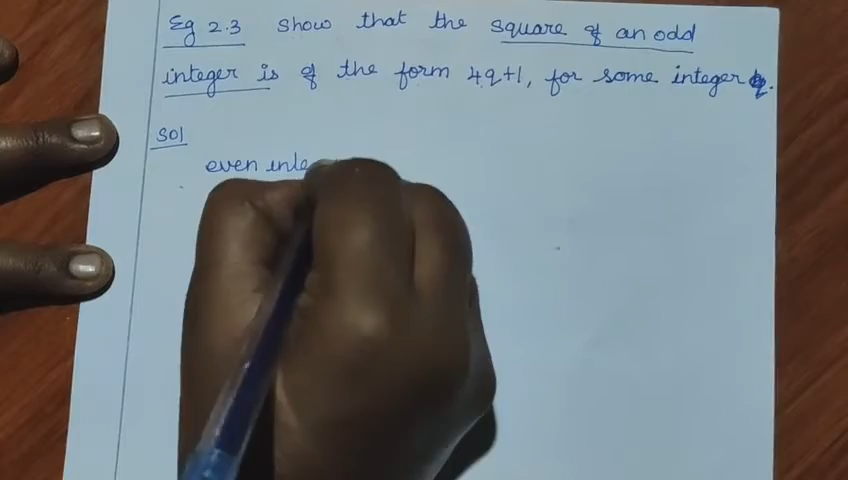 Eg 2.3 Show that the square of an odd
integer is of the form 4q+1, for some integer q.
Sol
even inte